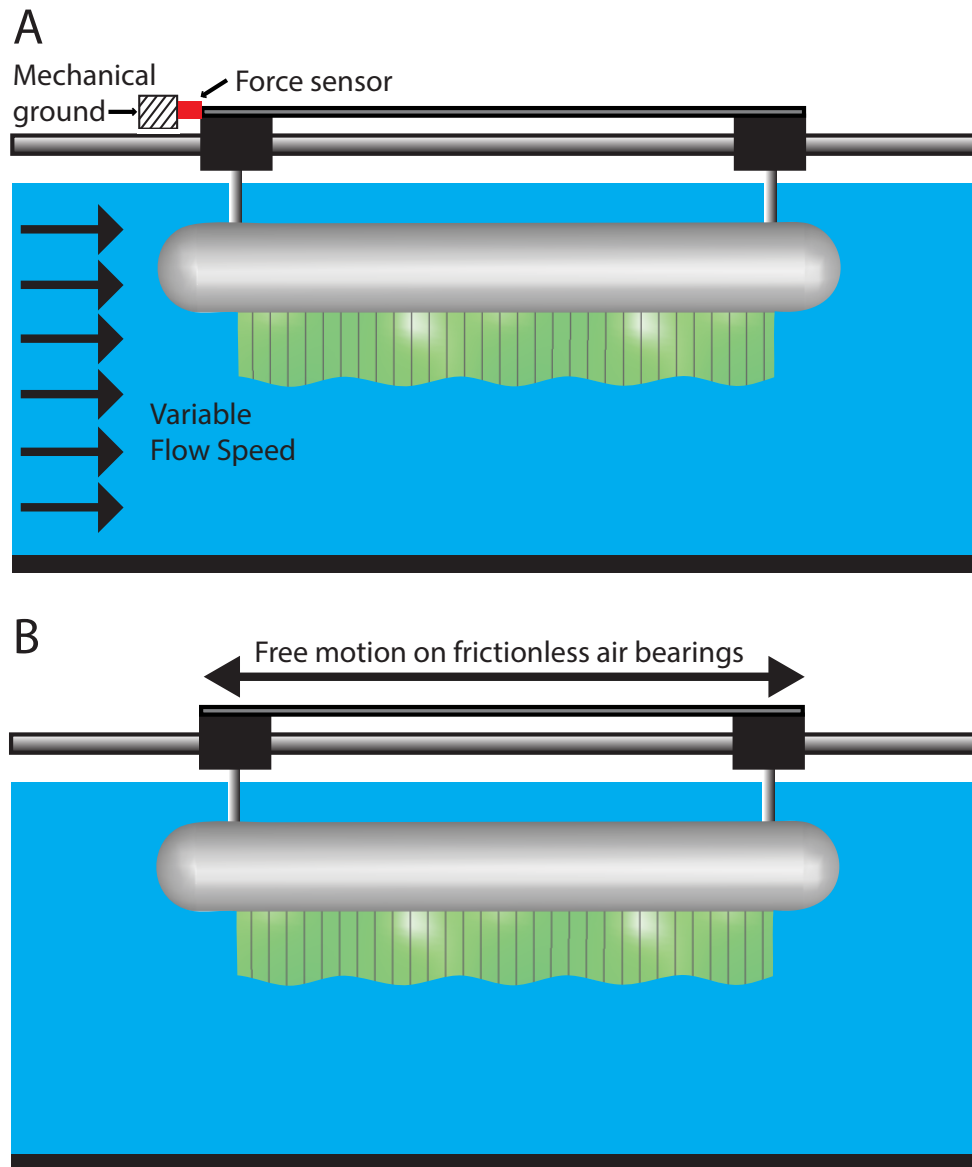 A
Mechanical
ground
Force sensor
Variable
Flow Speed
B
Free motion on frictionless air bearings